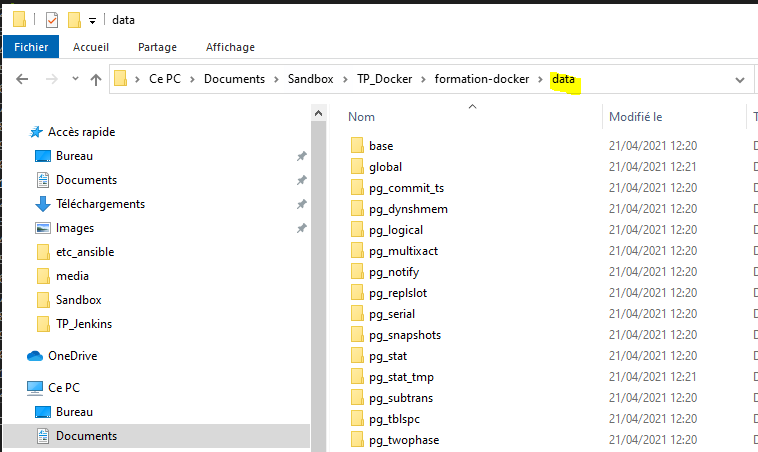 data
Fichier Accueil Partage Affichage
Ce PC Documents Sandbox TP_Docker formation-docker data
Nom Modifié le
Accès rapide
Bureau
Documents
Téléchargements
Images
etc_ansible
media
Sandbox
TP_Jenkins
OneDrive
Ce PC
Bureau
Documents
base 21/04/2021 12:20
global 21/04/2021 12:21
pg_commit_ts 21/04/2021 12:20
pg_dynshmem 21/04/2021 12:20
pg_logical 21/04/2021 12:20
pg_multixact 21/04/2021 12:20
pg_notify 21/04/2021 12:20
pg_replslot 21/04/2021 12:20
pg_serial 21/04/2021 12:20
pg_snapshots 21/04/2021 12:20
pg_stat 21/04/2021 12:20
pg_stat_tmp 21/04/2021 12:21
pg_subtrans 21/04/2021 12:20
pg_tblspc 21/04/2021 12:20
pg_twophase 21/04/2021 12:20